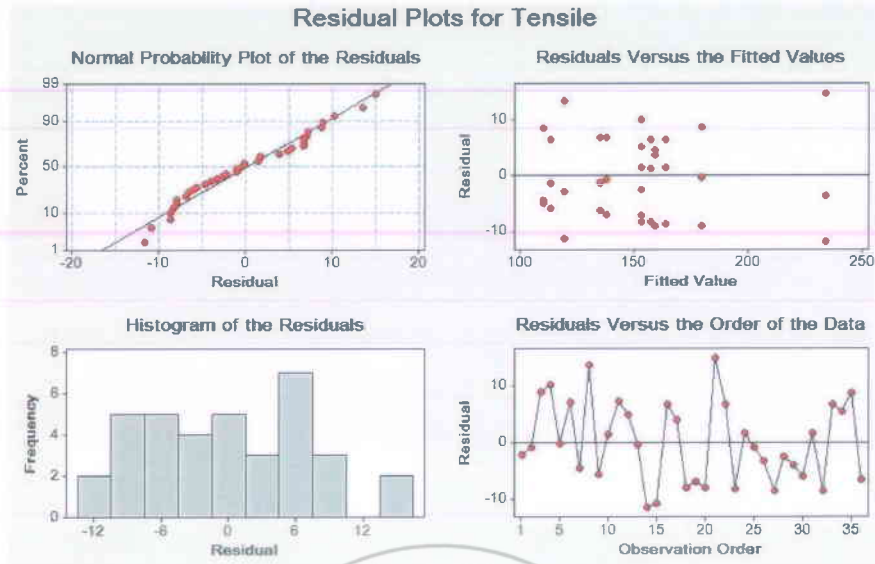 Residual Plots for Tensile
Normal Probability Plot of the Residuals
99
90
50
10
1
Percent
-20 -10 0 10 20
Residual
Residuals Versus the Fitted Values
10
0
-10
Residual
100 150 200 250
Fitted Value
Histogram of the Residuals
8
6
4
2
0
Frequency
-12 -6 0 6 12
Residual
Residuals Versus the Order of the Data
10
0
-10
Residual
1 5 10 15 20 25 30 35
Observation Order